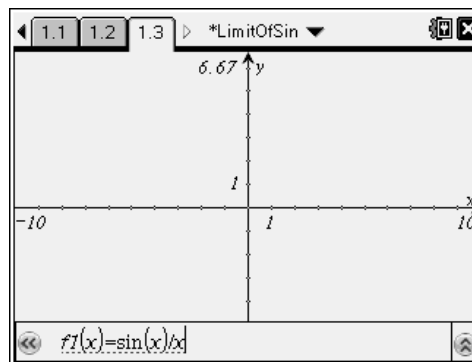 1.1 1.2 1.3 *LimitOfSin
6.67 y
1
x
-10 1 10
f1(x)=sin(x)/x